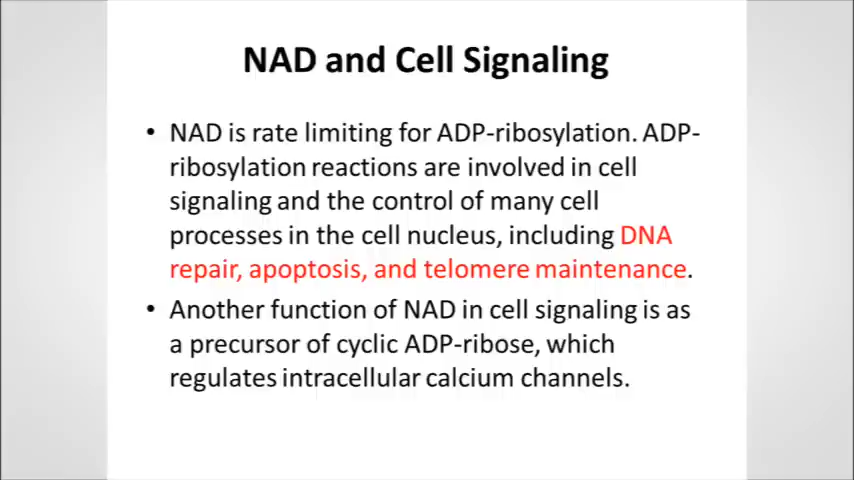 NAD and Cell Signaling
• NAD is rate limiting for ADP-ribosylation. ADP-
ribosylation reactions are involved in cell
signaling and the control of many cell
processes in the cell nucleus, including DNA
repair, apoptosis, and telomere maintenance.
• Another function of NAD in cell signaling is as
a precursor of cyclic ADP-ribose, which
regulates intracellular calcium channels.